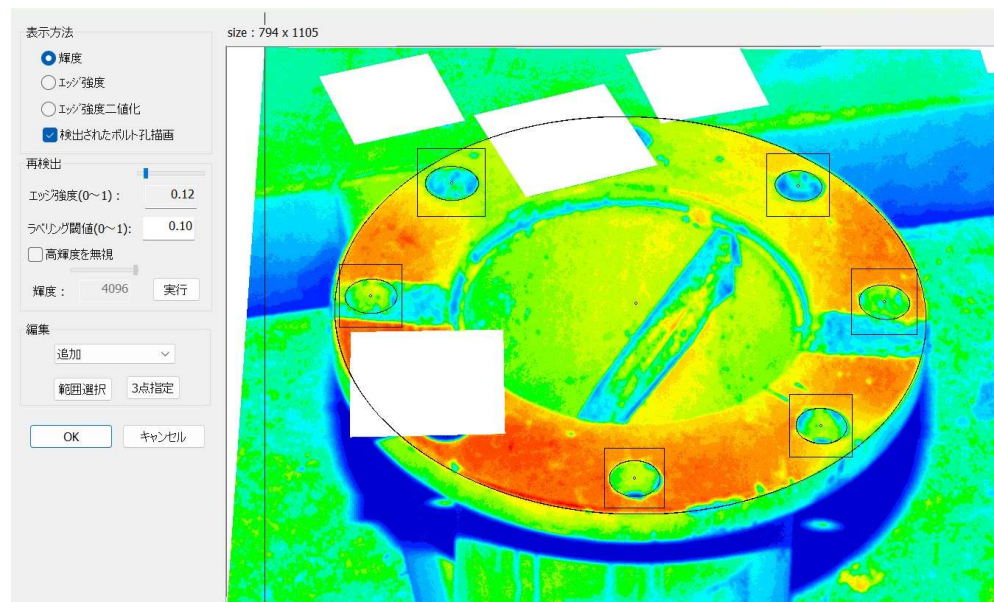 size : 794 x 1105
表示方法
輝度
ｴｯｼﾞ強度
ｴｯｼﾞ強度二値化
検出されたボルト孔描画
再検出
ｴｯｼﾞ強度(0～1) :
0.12
ラベリング閾値(0～1):
0.10
高輝度を無視
輝度 :
4096
実行
編集
追加
範囲選択
3点指定
OK
キャンセル